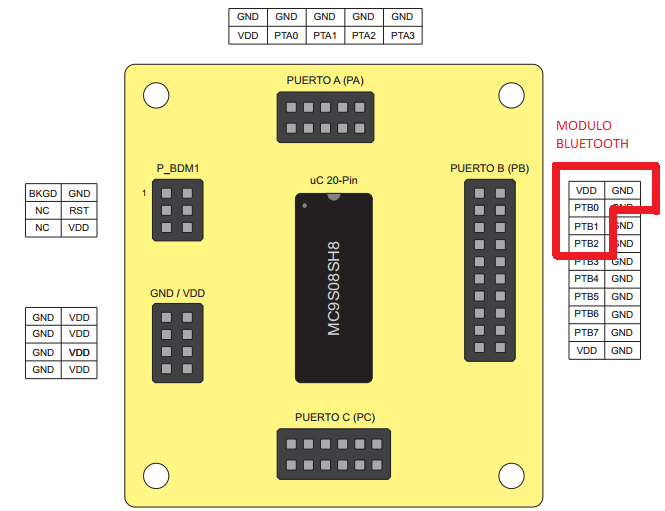 GND GND GND GND GND
VDD PTA0 PTA1 PTA2 PTA3
PUERTO A (PA)
MODULO
BLUETOOTH
P_BDM1
uC 20-Pin
PUERTO B (PB)
1
BKGD GND
NC RST
NC VDD
VDD GND
PTB0 GND
PTB1 GND
PTB2 GND
PTB3 GND
PTB4 GND
PTB5 GND
PTB6 GND
PTB7 GND
VDD GND
MC9S08SH8
GND / VDD
GND VDD
GND VDD
GND VDD
GND VDD
PUERTO C (PC)